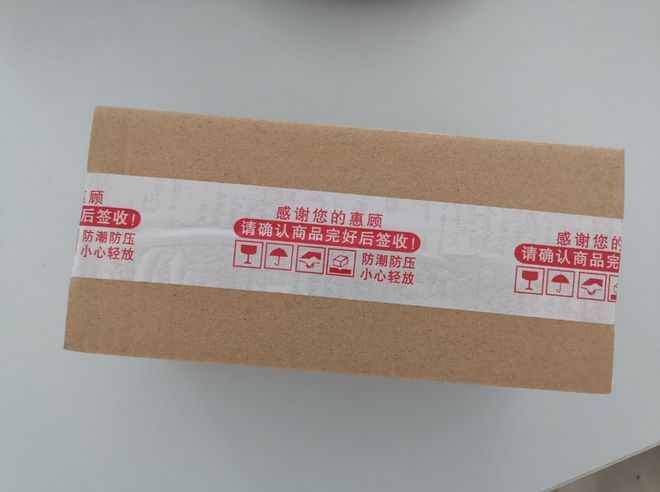 惠顾
后签收!
防潮防压
小心轻放
感谢您的惠顾
请确认商品完好后签收!
防潮防压
小心轻放
感谢您的
请确认商品完